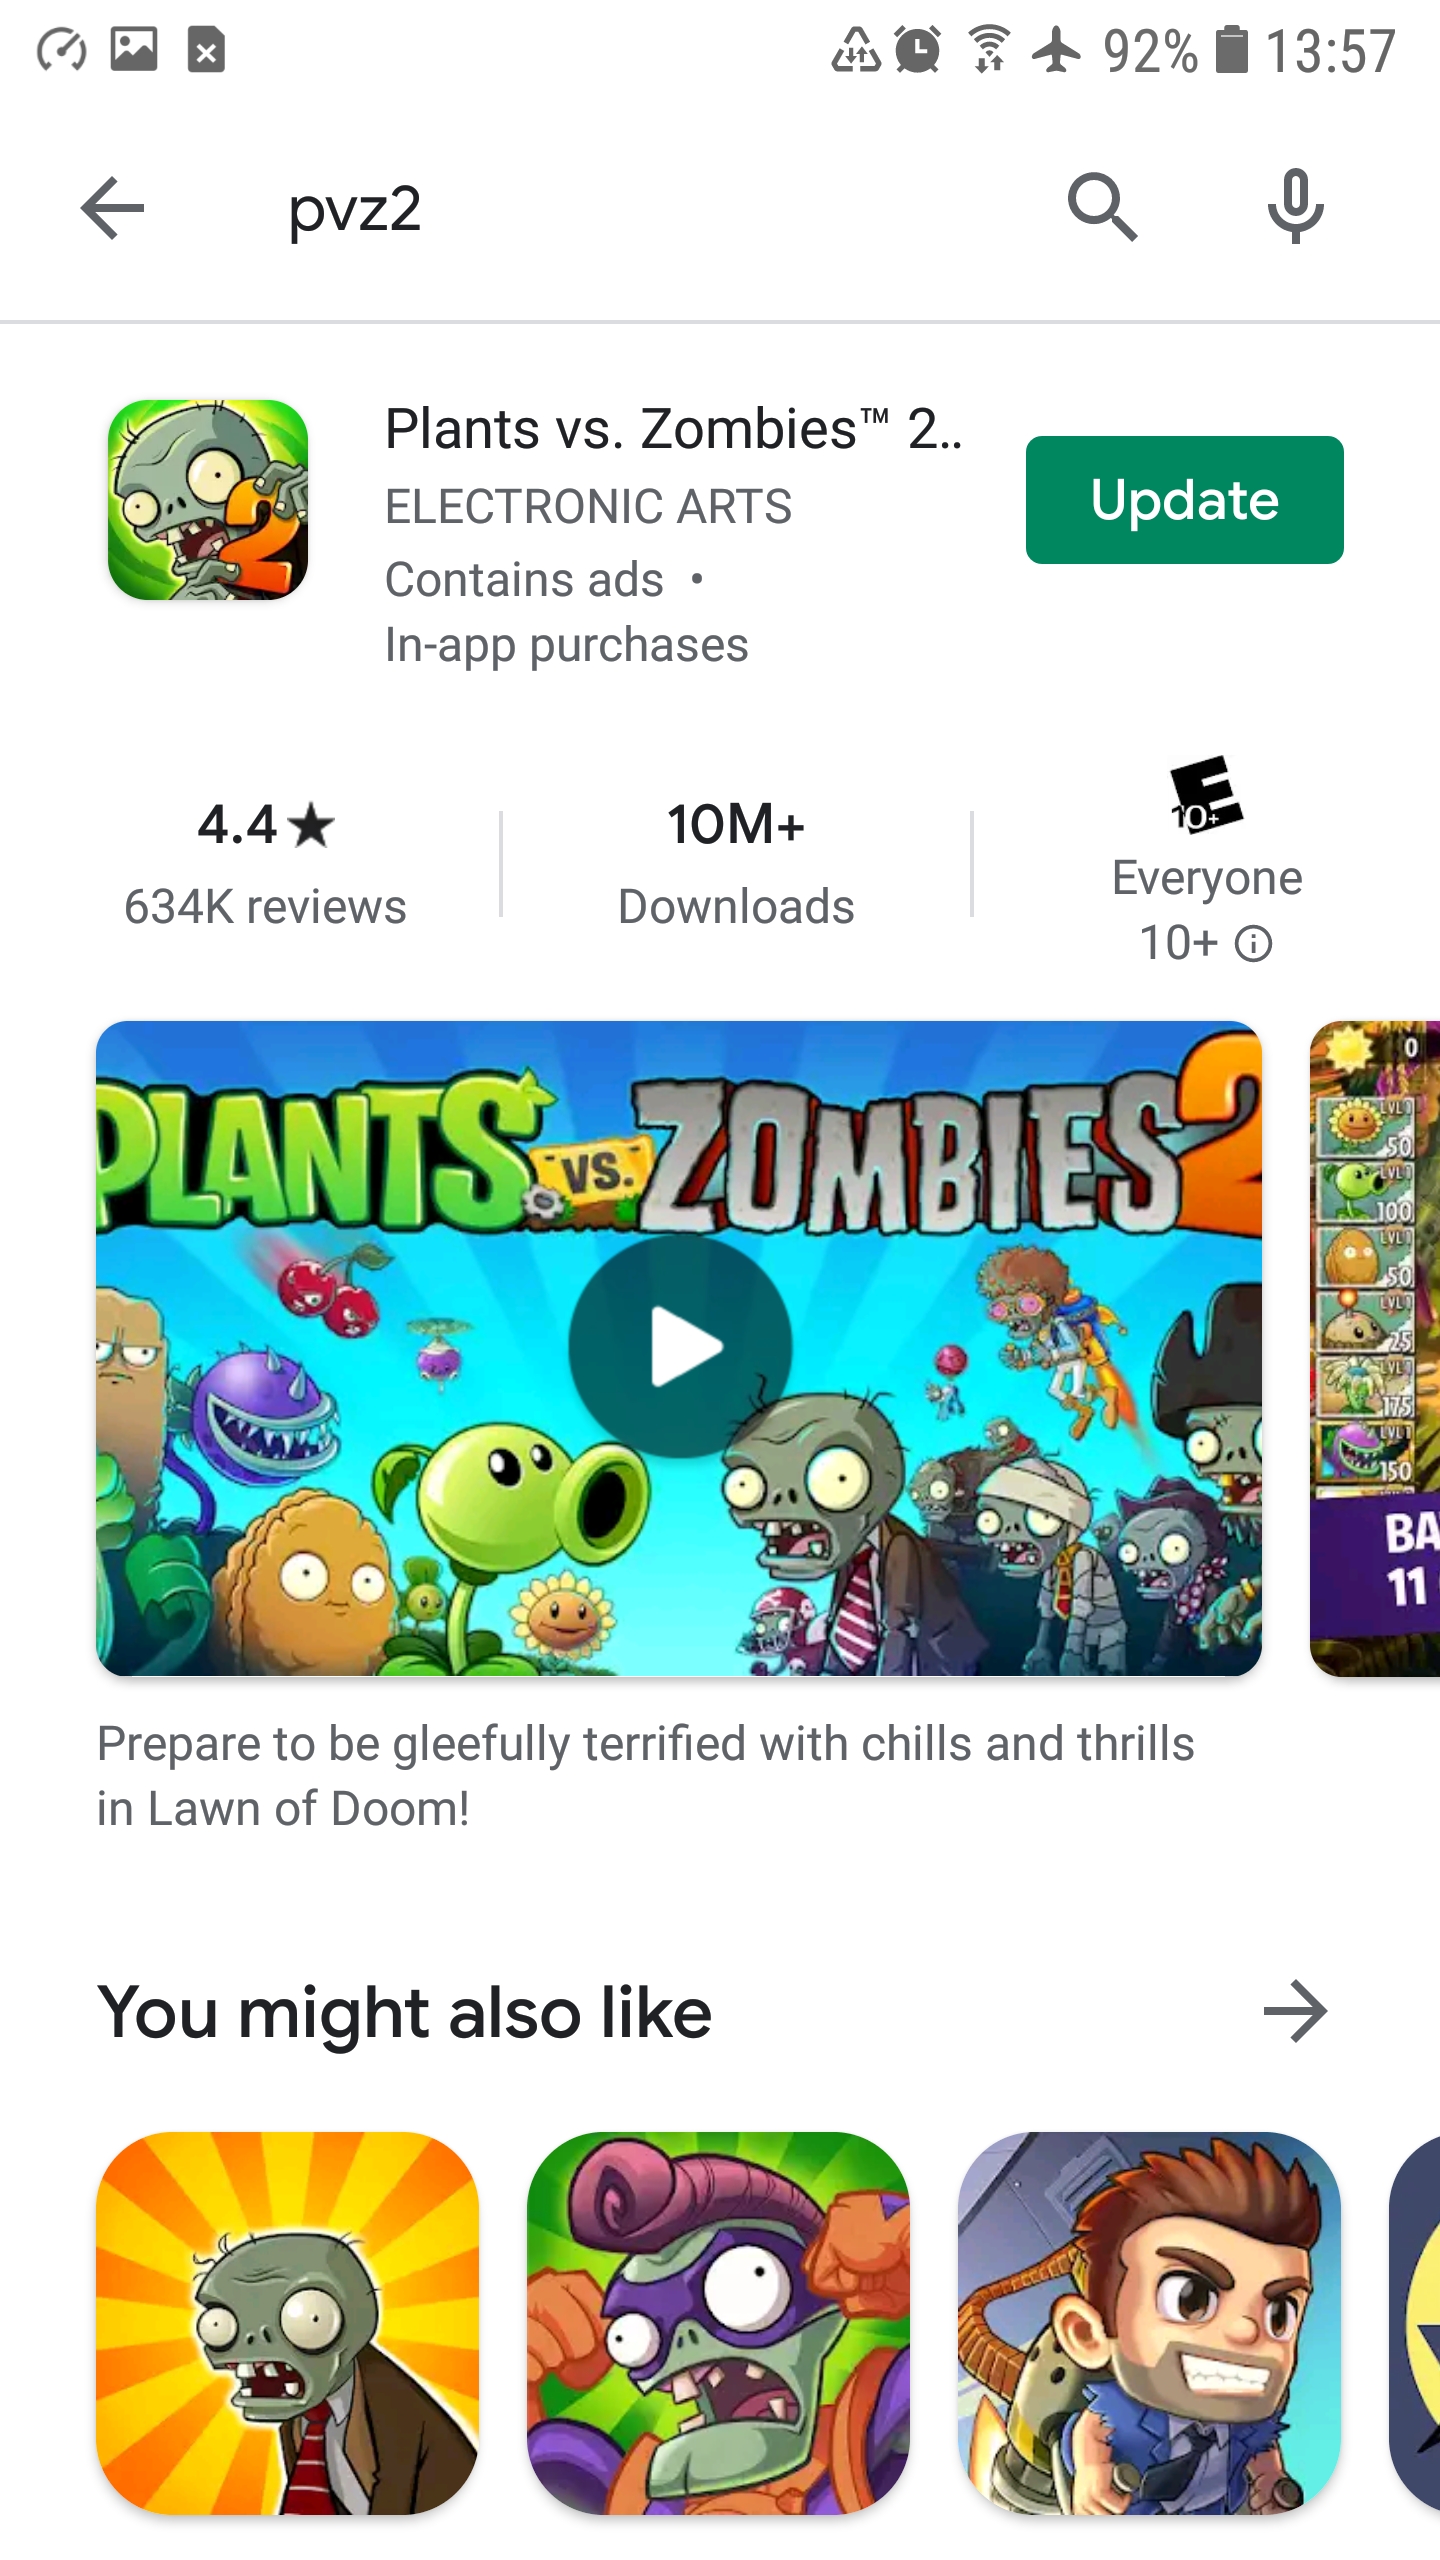 92% 13:57
pvz2
Plants vs. Zombies™ 2..
ELECTRONIC ARTS
Contains ads •
In-app purchases
Update
4.4★
634K reviews
10M+
Downloads
E
10+
Everyone
10+
PLANTS VS. ZOMBIES 2
0
LVL1
50
LVL1
100
LVL1
50
LVL1
25
LVL1
175
LVL1
150
BA
11
Prepare to be gleefully terrified with chills and thrills
in Lawn of Doom!
You might also like